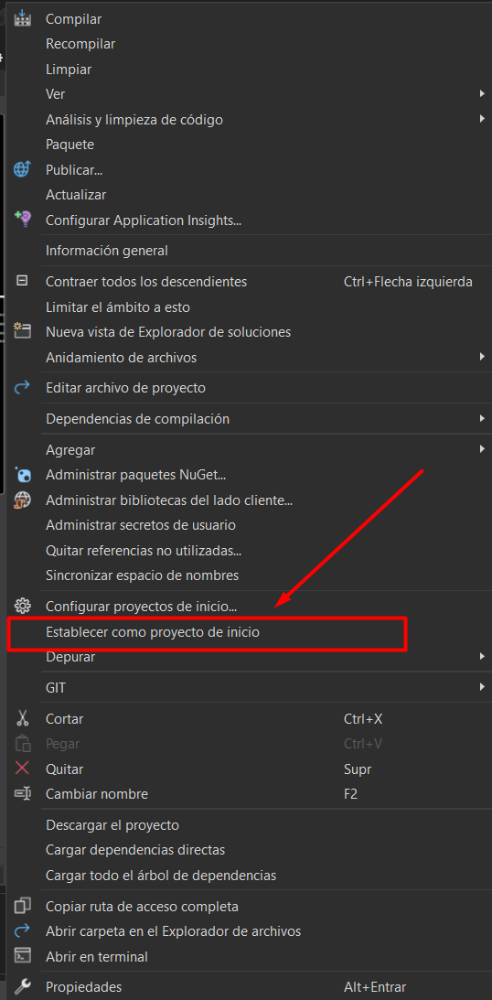 Compilar
Recompilar
Limpiar
Ver
Análisis y limpieza de código
Paquete
Publicar...
Actualizar
Configurar Application Insights...
Información general
Contraer todos los descendientes Ctrl+Flecha izquierda
Limitar el ámbito a esto
Nueva vista de Explorador de soluciones
Anidamiento de archivos
Editar archivo de proyecto
Dependencias de compilación
Agregar
Administrar paquetes NuGet...
Administrar bibliotecas del lado cliente...
Administrar secretos de usuario
Quitar referencias no utilizadas...
Sincronizar espacio de nombres
Configurar proyectos de inicio...
Establecer como proyecto de inicio
Depurar
GIT
Cortar Ctrl+X
Pegar Ctrl+V
Quitar Supr
Cambiar nombre F2
Descargar el proyecto
Cargar dependencias directas
Cargar todo el árbol de dependencias
Copiar ruta de acceso completa
Abrir carpeta en el Explorador de archivos
Abrir en terminal
Propiedades Alt+Entrar